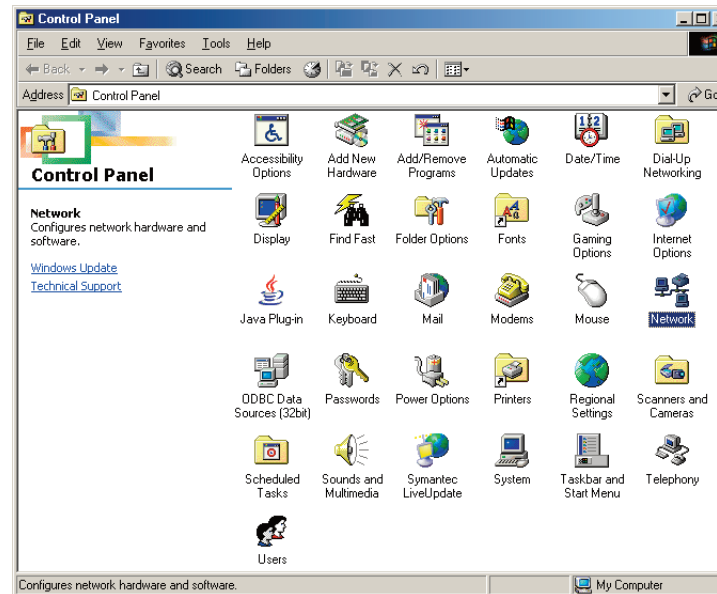 Control Panel
File Edit View Favorites Tools Help
Back Search Folders
Address Control Panel Go
Control Panel
Network
Configures network hardware and
software.
Windows Update
Technical Support
Accessibility
Options
Add New
Hardware
Add/Remove
Programs
Automatic
Updates
Date/Time
Dial-Up
Networking
Display
Find Fast
Folder Options
Fonts
Gaming
Options
Internet
Options
Java Plug-in
Keyboard
Mail
Modems
Mouse
Network
ODBC Data
Sources (32bit)
Passwords
Power Options
Printers
Regional
Settings
Scanners and
Cameras
Scheduled
Tasks
Sounds and
Multimedia
Symantec
LiveUpdate
System
Taskbar and
Start Menu
Telephony
Users
Configures network hardware and software. My Computer